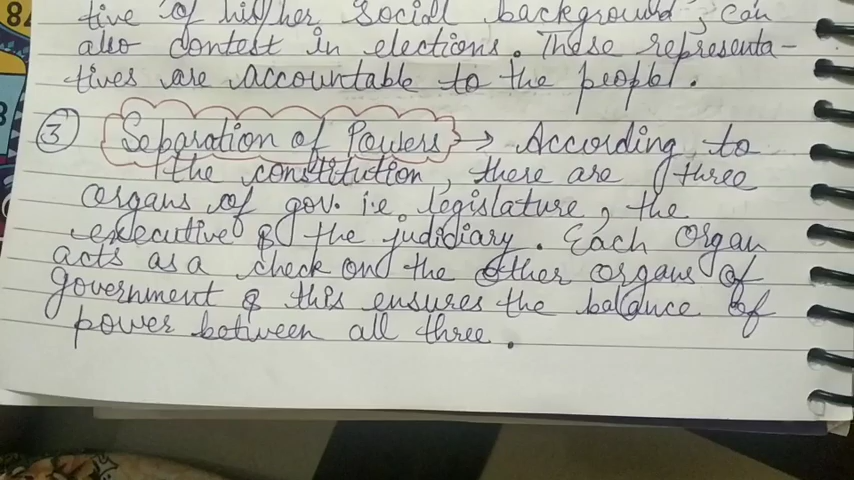 tive of his/her social background, can
also contest in elections. These representa-
tives are accountable to the people.
③ Separation of Powers → According to
the constitution, there are three
organs of gov. i.e. legislature, the
executive & the judidiary. Each organ
acts as a check on the other organs of
government & this ensures the balance of
power between all three.
8